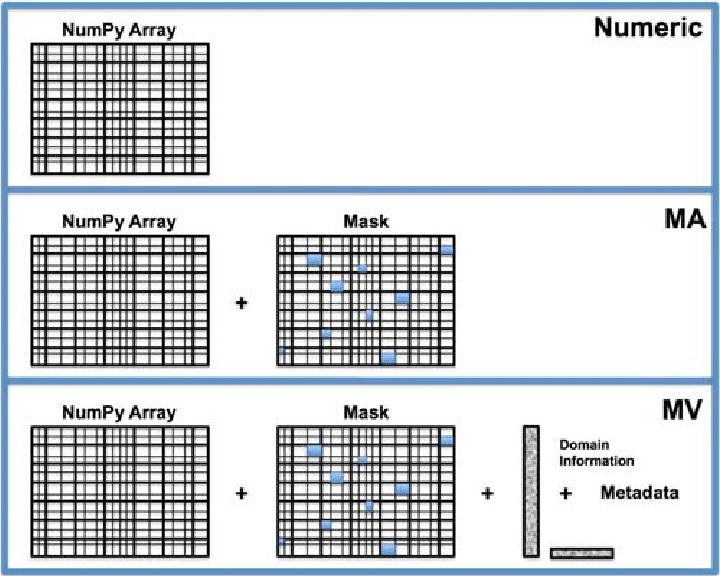 NumPy Array
Numeric
NumPy Array
Mask
MA
+
NumPy Array
Mask
MV
Domain
Information
+
+
+ Metadata